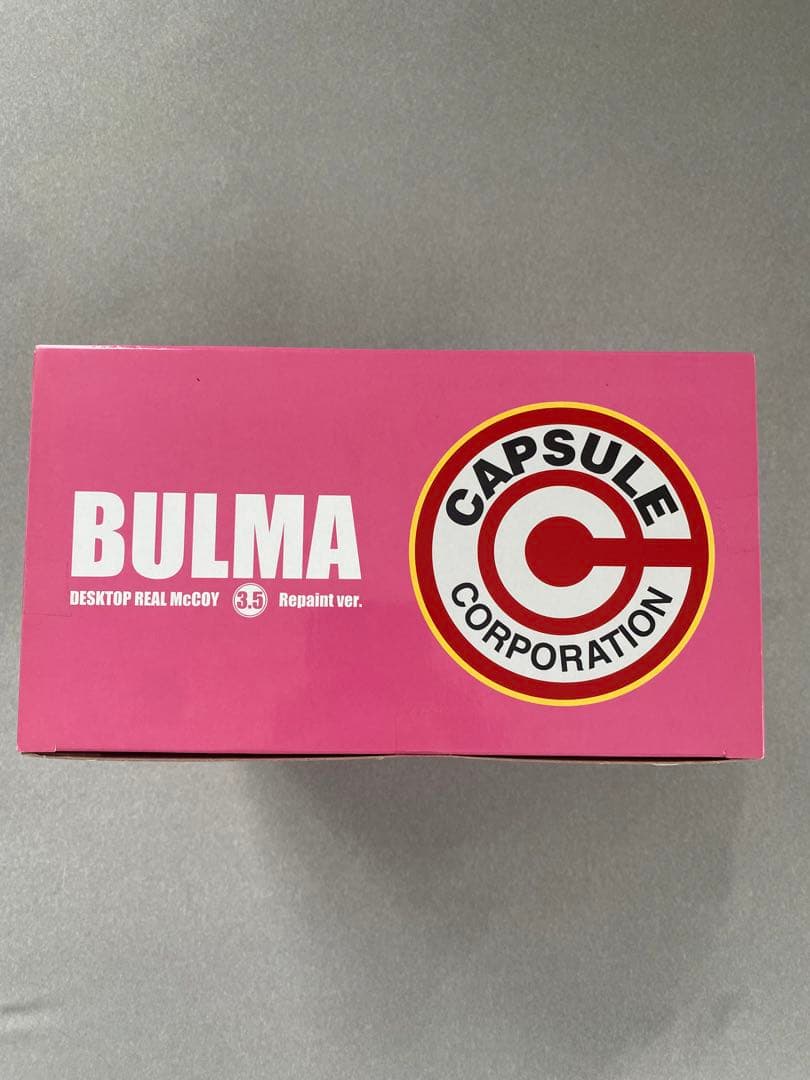 BULMA
DESKTOP REAL McCOY 3.5 Repaint ver.
CAPSULE
CORPORATION